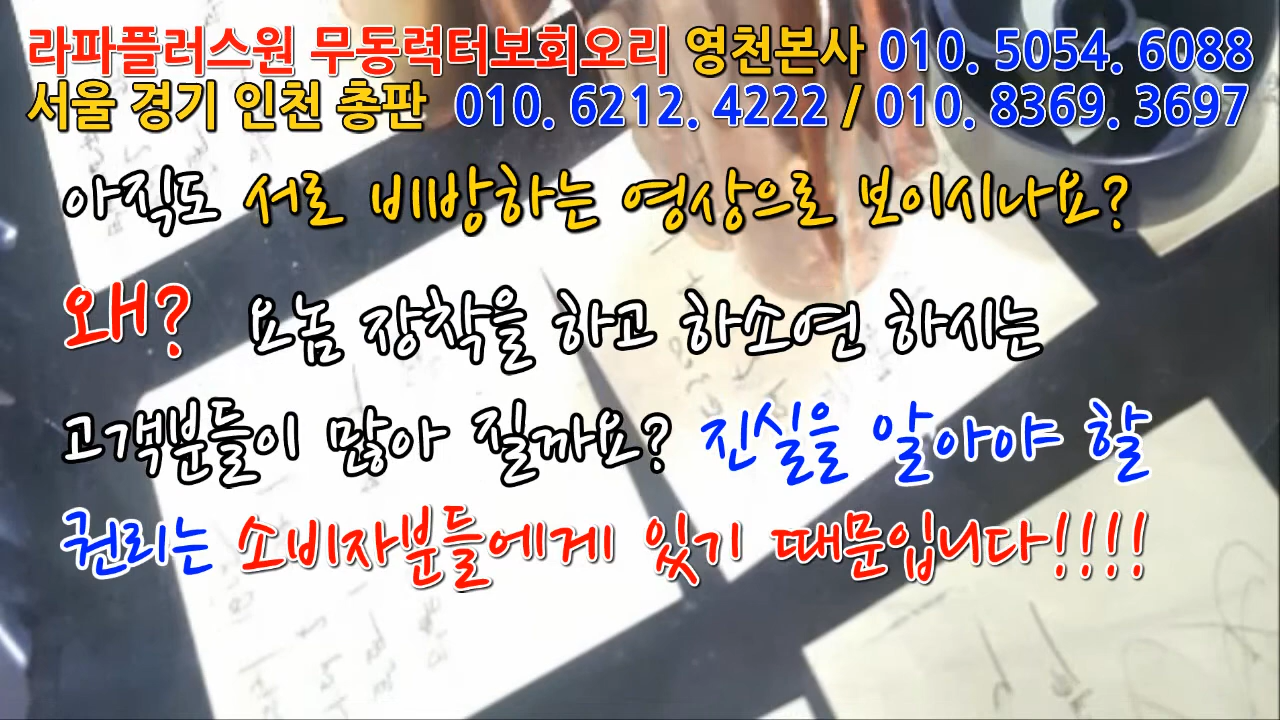 라파플러스원 무동력터보회오리 영천본사 010. 5054. 6088
서울 경기 인천 총판 010. 6212. 4222 / 010. 8369. 3697
아직도 서로 비방하는 영상으로 보이시나요?
왜? 요놈 장착을 하고 하소연 하시는
고객분들이 많아 질까요? 진실을 알아야 할
권리는 소비자분들에게 있기 때문입니다!!!!